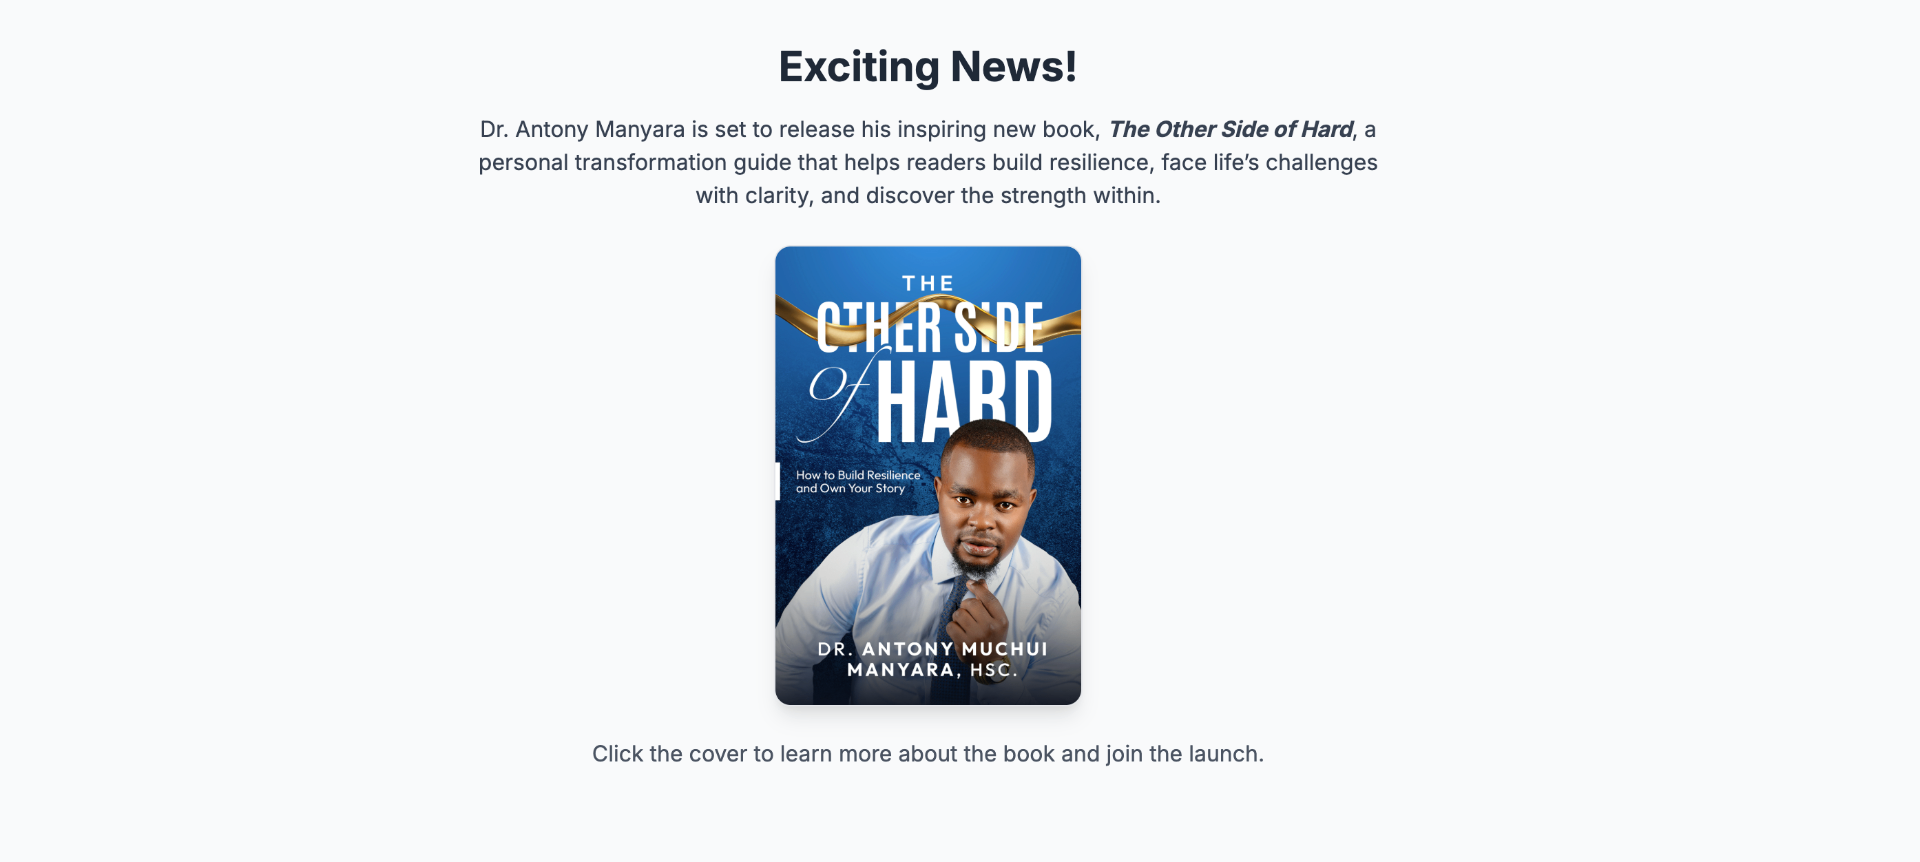 Exciting News!
Dr. Antony Manyara is set to release his inspiring new book, The Other Side of Hard, a
personal transformation guide that helps readers build resilience, face life’s challenges
with clarity, and discover the strength within.
THE
OTHER SIDE
of HARD
How to Build Resilience
and Own Your Story
DR. ANTONY MUCHUI
MANYARA, HSC.
Click the cover to learn more about the book and join the launch.